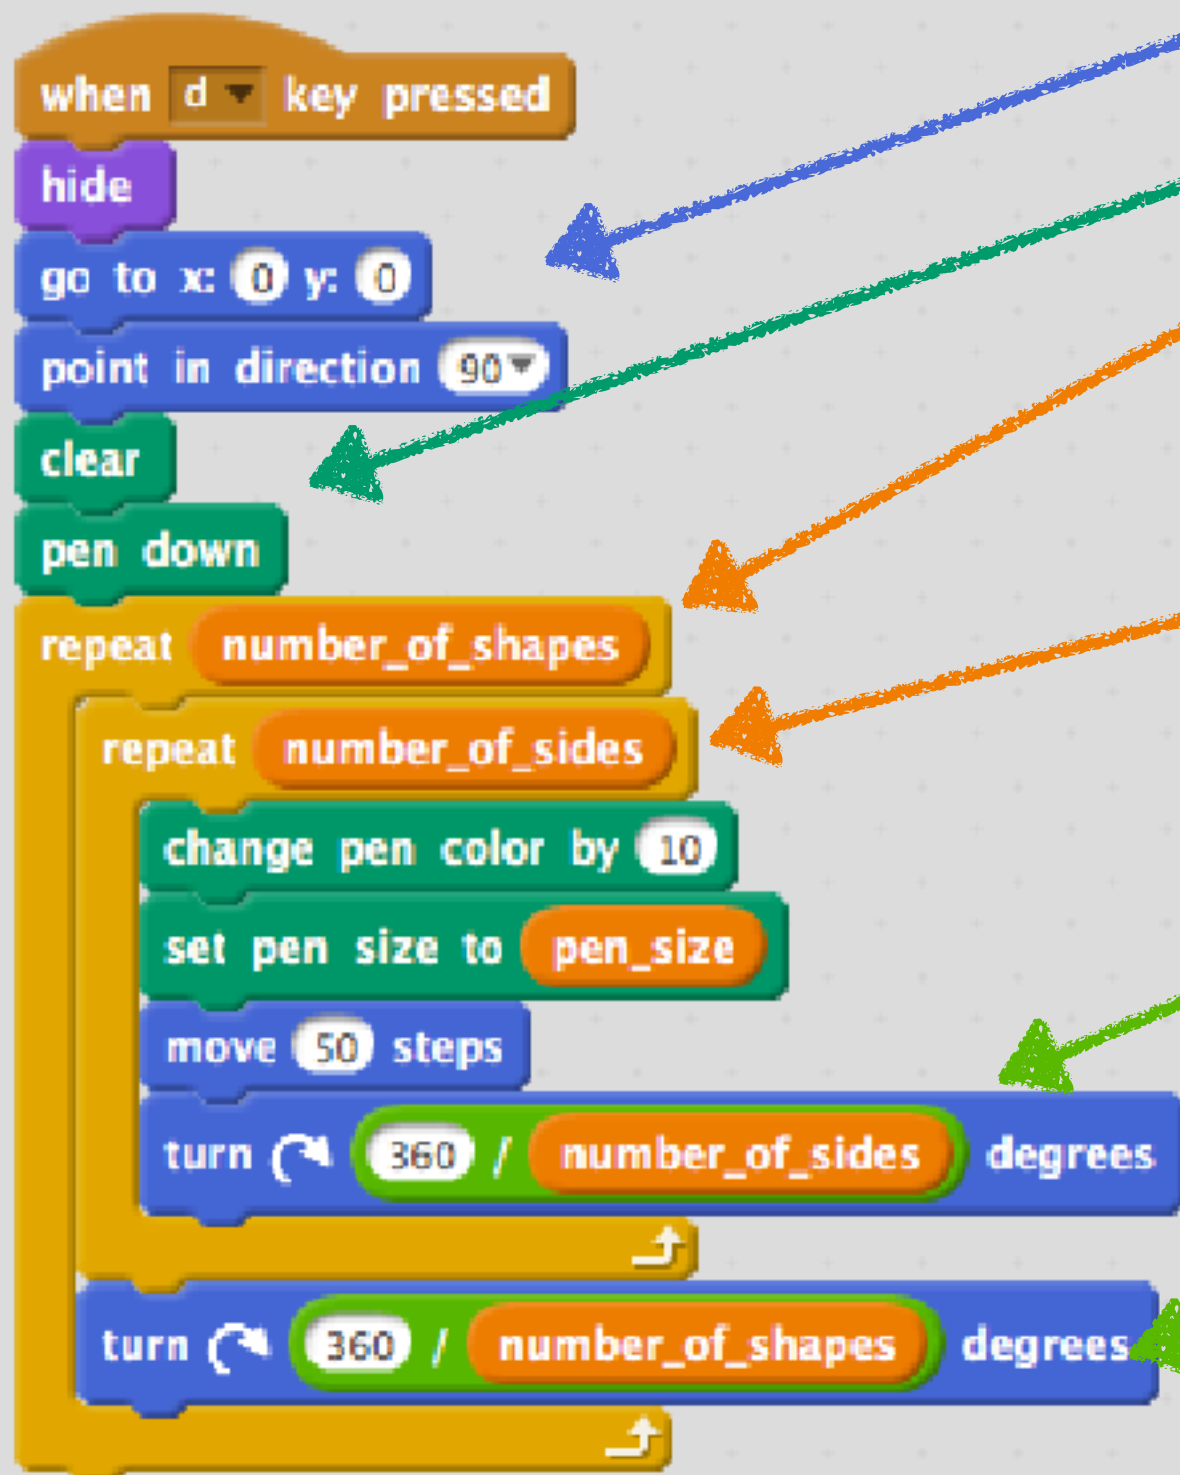 when d key pressed
hide
go to x: 0 y: 0
point in direction 90
clear
pen down
repeat number_of_shapes
repeat number_of_sides
change pen color by 10
set pen size to pen_size
move 50 steps
turn 360 / number_of_sides degrees
turn 360 / number_of_shapes degrees